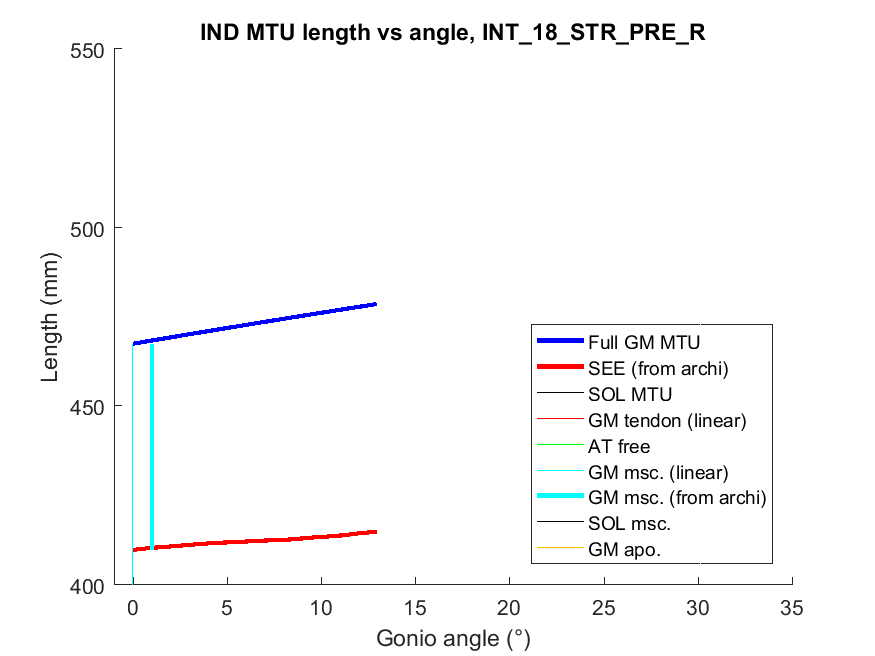 IND MTU length vs angle, INT_18_STR_PRE_R
550
500
450
400
Length (mm)
0 5 10 15 20 25 30 35
Gonio angle (°)
Full GM MTU
SEE (from archi)
SOL MTU
GM tendon (linear)
AT free
GM msc. (linear)
GM msc. (from archi)
SOL msc.
GM apo.